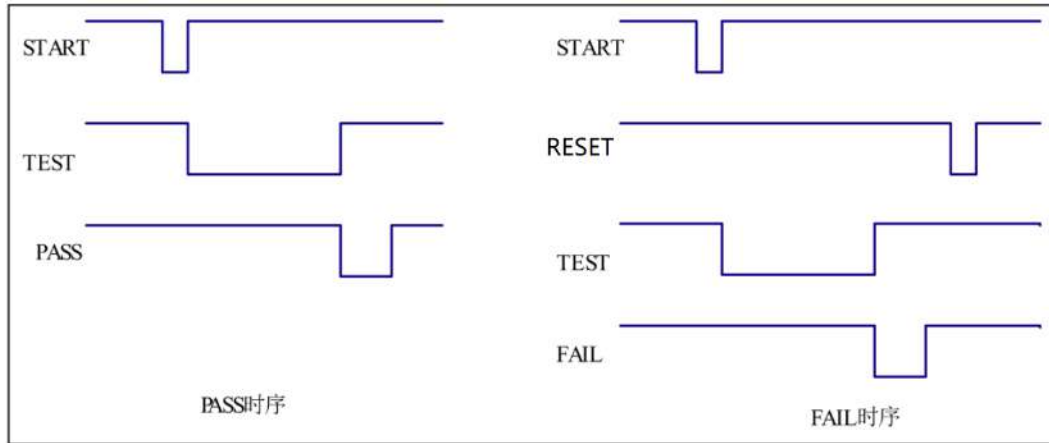 START
TEST
PASS
PASS时序
START
RESET
TEST
FAIL
FAIL时序